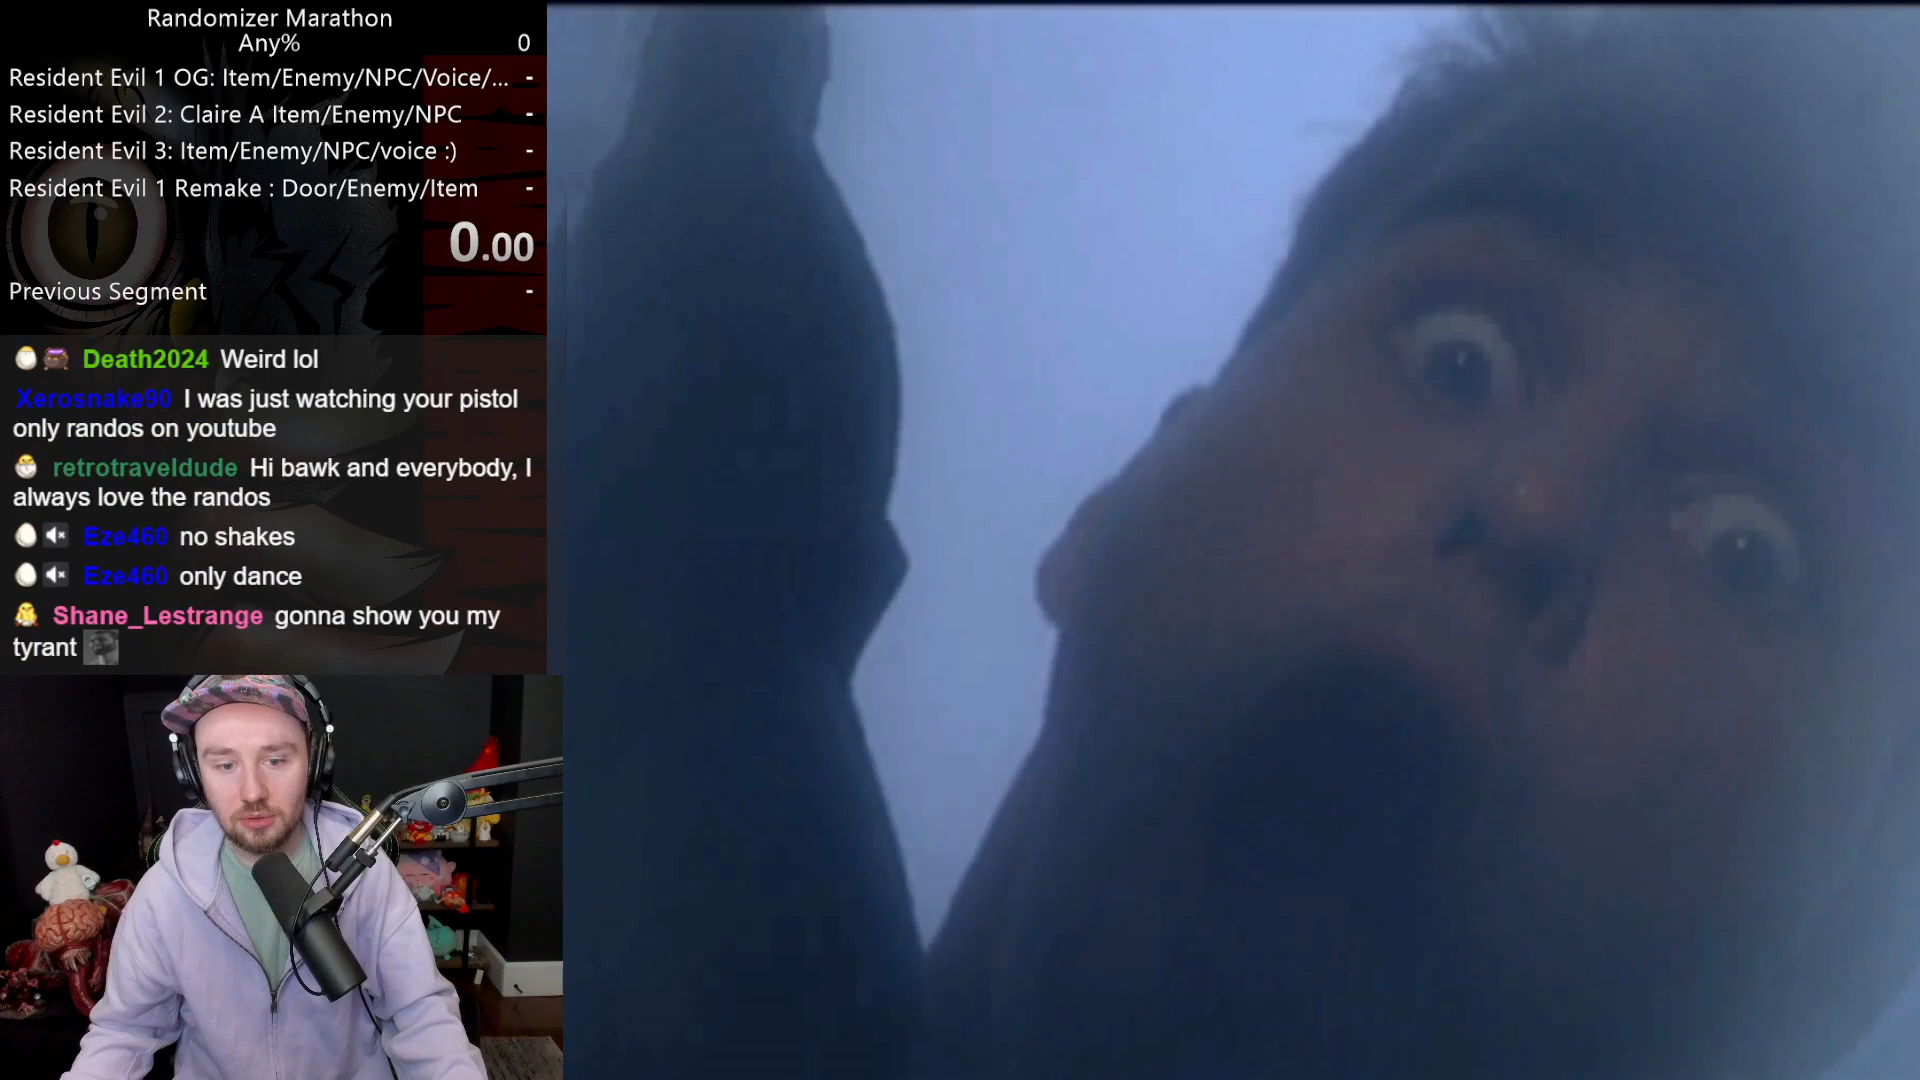 Randomizer Marathon
Any% 0
Resident Evil 1 OG: Item/Enemy/NPC/Voice/... -
Resident Evil 2: Claire A Item/Enemy/NPC -
Resident Evil 3: Item/Enemy/NPC/voice :) -
Resident Evil 1 Remake : Door/Enemy/Item -
0.00
Previous Segment -
Death2024 Weird lol
Xerosnake90 I was just watching your pistol
only randos on youtube
retrotraveldude Hi bawk and everybody, I
always love the randos
Eze460 no shakes
Eze460 only dance
Shane_Lestrange gonna show you my
tyrant